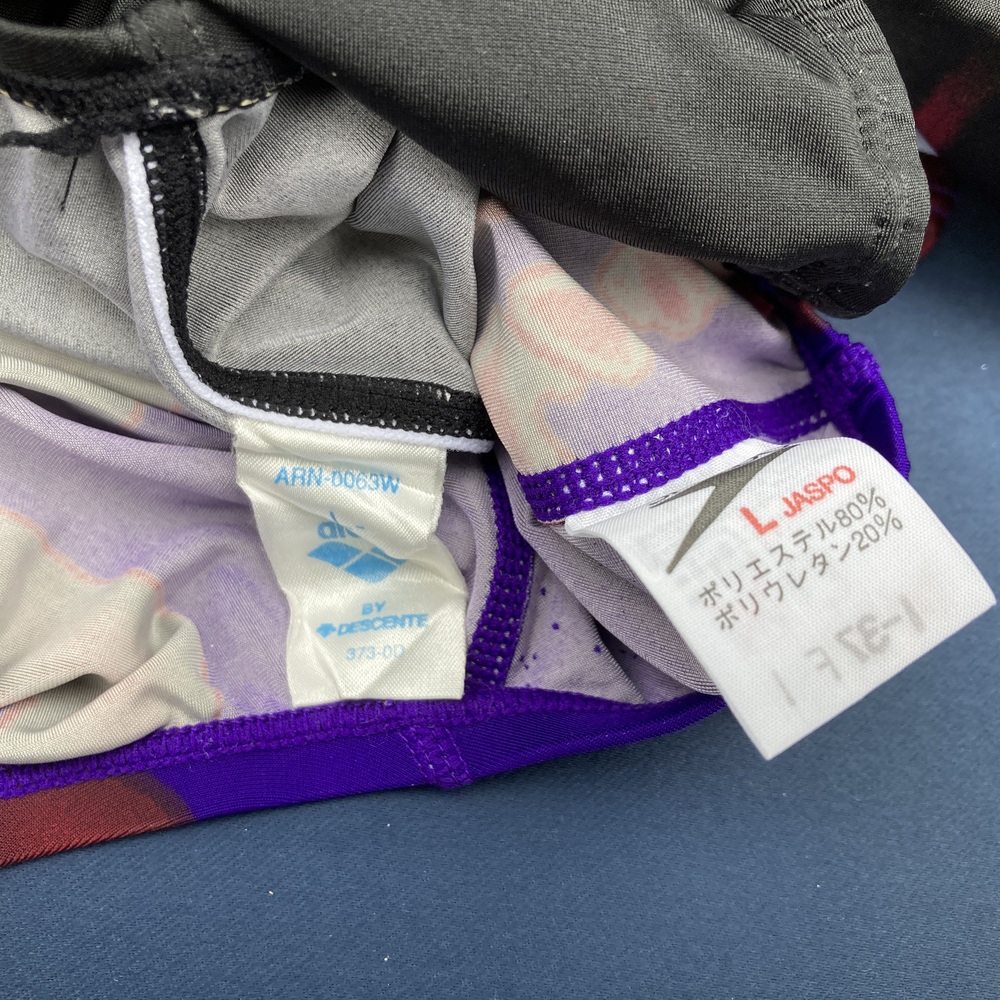 ARN-0063W
BY
DESCENTE
L JASPO
ポリエステル80%
ポリウレタン20%